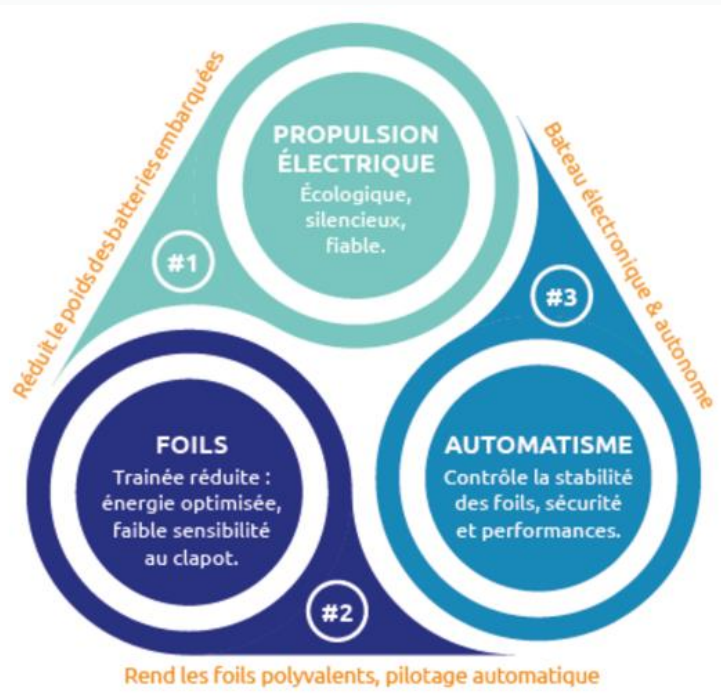 PROPULSION
ÉLECTRIQUE
Écologique,
silencieux,
fiable.
Réduit le poids des batteries embarquées
#1
Bateau électronique & autonome
#3
FOILS
Trainée réduite :
énergie optimisée,
faible sensibilité
au clapot.
AUTOMATISME
Contrôle la stabilité
des foils, sécurité
et performances.
#2
Rend les foils polyvalents, pilotage automatique